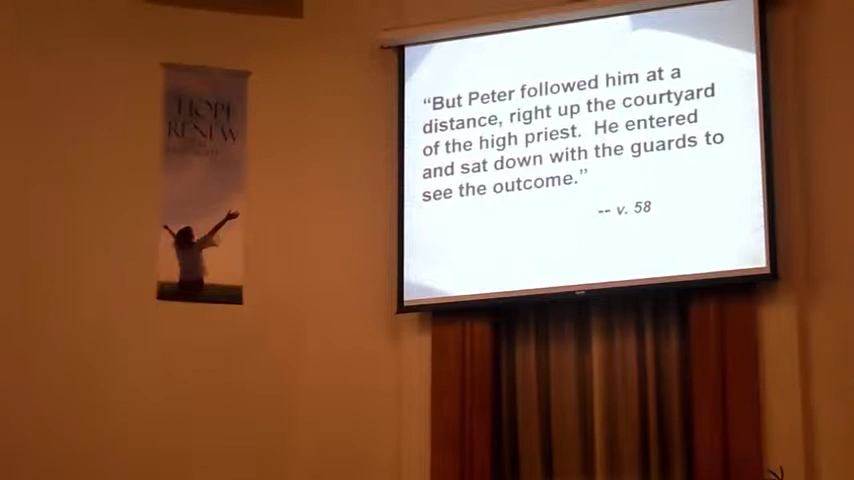 HOPE
RENEW
“But Peter followed him at a
distance, right up the courtyard
of the high priest. He entered
and sat down with the guards to
see the outcome.”
-- v. 58